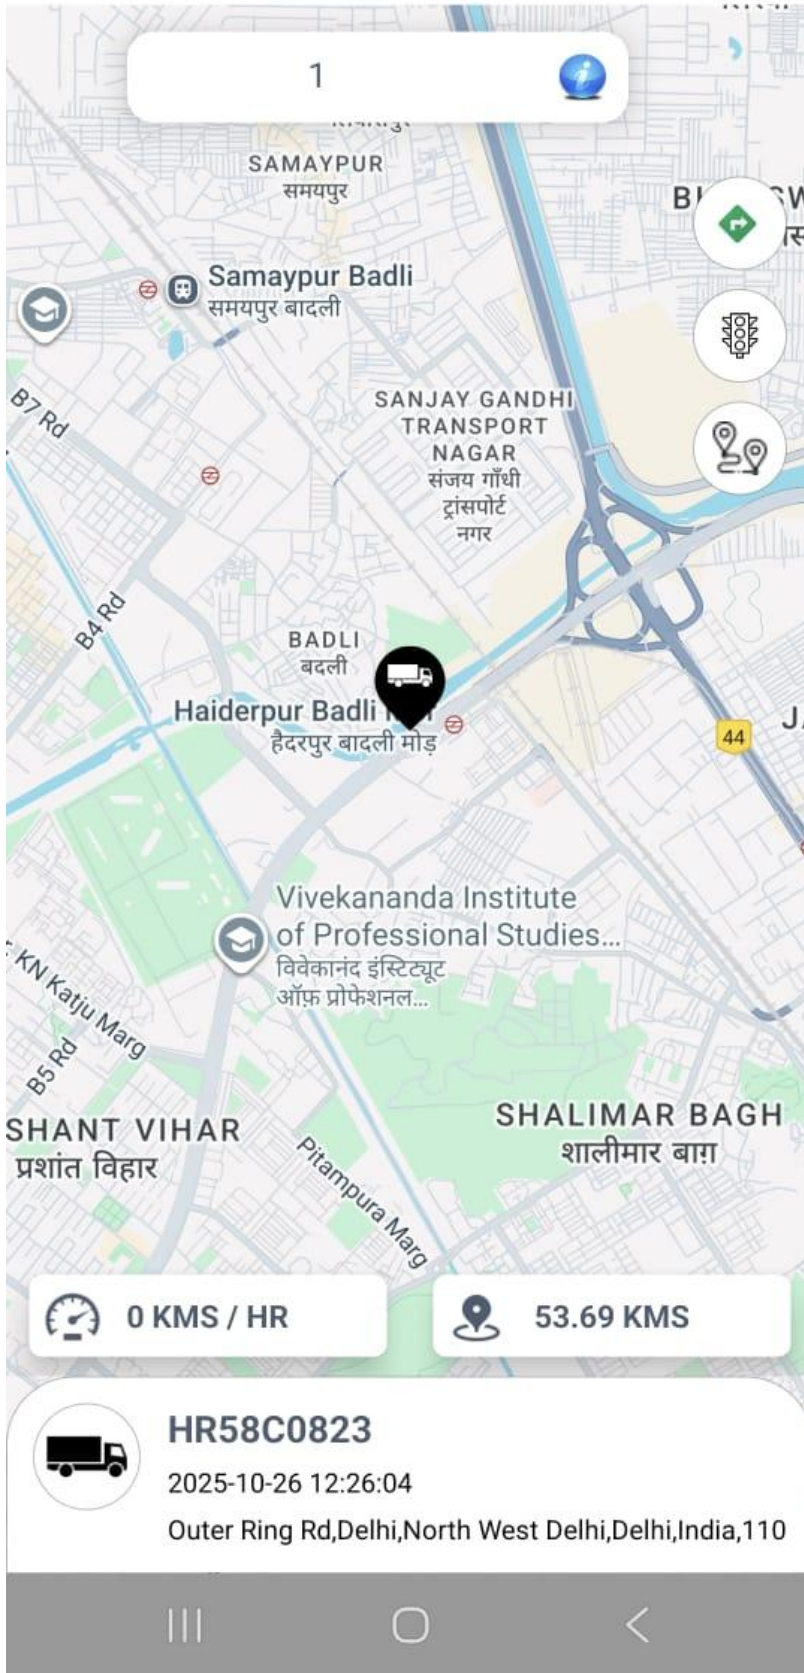 1
SAMAYPUR
समयपुर
Samaypur Badli
समयपुर बादली
B7 Rd
SANJAY GANDHI
TRANSPORT
NAGAR
संजय गाँधी
ट्रांसपोर्ट
नगर
B4 Rd
BADLI
बदली
Haiderpur Badli
हैदरपुर बादली मोड़
44
Vivekananda Institute
of Professional Studies...
विवेकानंद इंस्टिट्यूट
ऑफ़ प्रोफेशनल...
KN Katju Marg
B5 Rd
SHANT VIHAR
प्रशांत विहार
SHALIMAR BAGH
शालीमार बाग़
Pitampura Marg
0 KMS / HR
53.69 KMS
HR58C0823
2025-10-26 12:26:04
Outer Ring Rd,Delhi,North West Delhi,Delhi,India,110